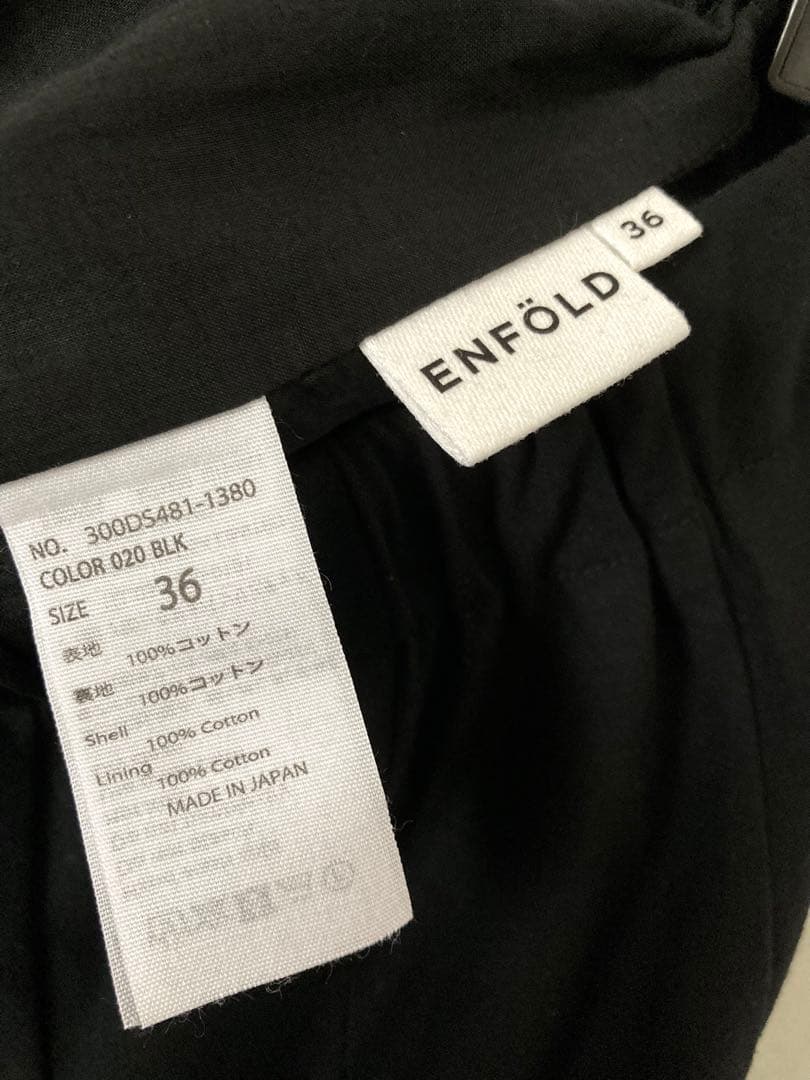 36
ENFÖLD
NO. 300DS481-1380
COLOR 020 BLK
SIZE 36
表地 100%コットン
裏地 100%コットン
Shell 100% Cotton
Lining 100% Cotton
MADE IN JAPAN